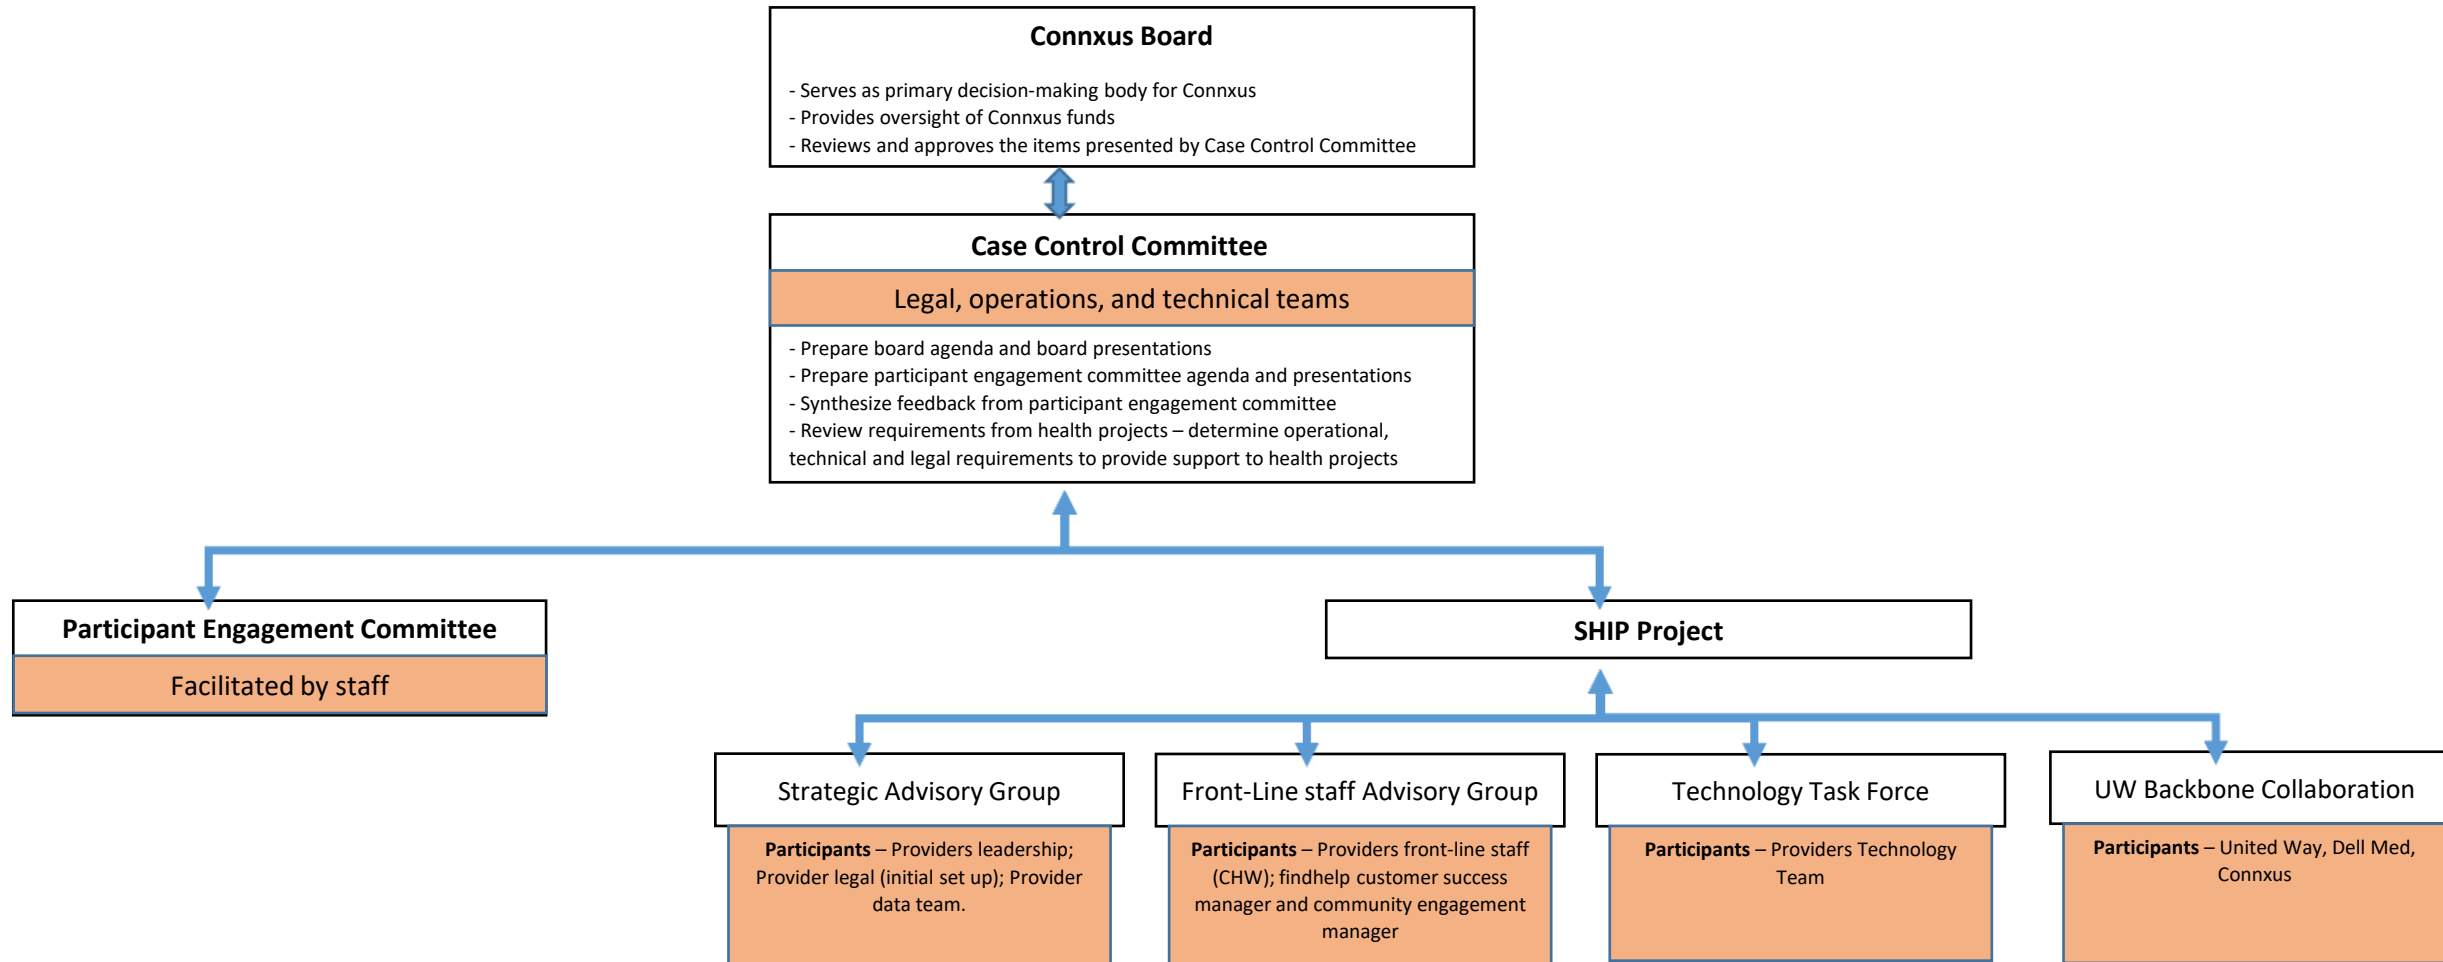 Connxus Board
- Serves as primary decision-making body for Connxus
- Provides oversight of Connxus funds
- Reviews and approves the items presented by Case Control Committee
Case Control Committee
Legal, operations, and technical teams
- Prepare board agenda and board presentations
- Prepare participant engagement committee agenda and presentations
- Synthesize feedback from participant engagement committee
- Review requirements from health projects – determine operational,
technical and legal requirements to provide support to health projects
Participant Engagement Committee
Facilitated by staff
SHIP Project
Strategic Advisory Group
Participants – Providers leadership;
Provider legal (initial set up); Provider
data team.
Front-Line staff Advisory Group
Participants – Providers front-line staff
(CHW); findhelp customer success
manager and community engagement
manager
Technology Task Force
Participants – Providers Technology
Team
UW Backbone Collaboration
Participants – United Way, Dell Med,
Connxus